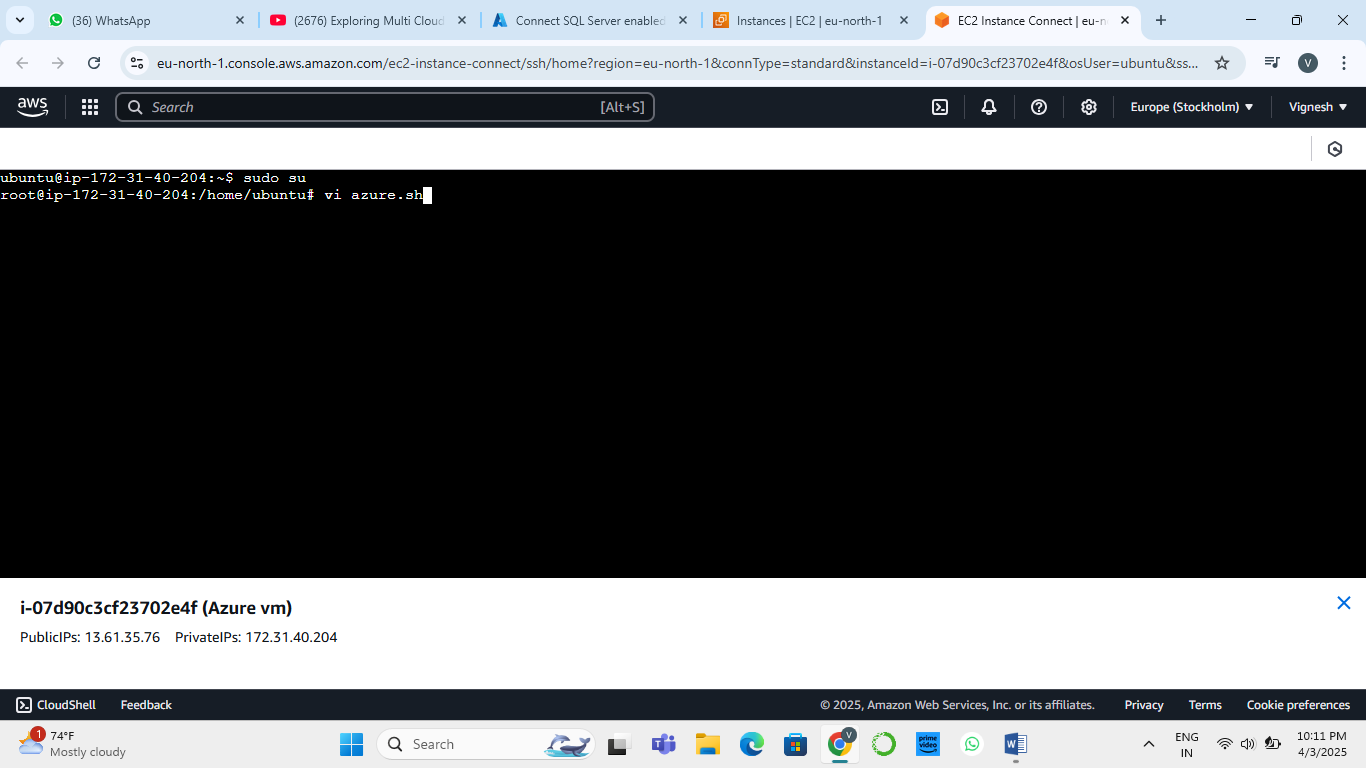 (36) WhatsApp
(2676) Exploring Multi Cloud
Connect SQL Server enabled
Instances | EC2 | eu-north-1
EC2 Instance Connect | eu-n
eu-north-1.console.aws.amazon.com/ec2-instance-connect/ssh/home?region=eu-north-1&connType=standard&instanceId=i-07d90c3cf23702e4f&osUser=ubuntu&ss...
V
aws
Search
[Alt+S]
Europe (Stockholm)
Vignesh
ubuntu@ip-172-31-40-204:~$ sudo su
root@ip-172-31-40-204:/home/ubuntu# vi azure.sh
i-07d90c3cf23702e4f (Azure vm)
PublicIPs: 13.61.35.76 PrivateIPs: 172.31.40.204
CloudShell
Feedback
© 2025, Amazon Web Services, Inc. or its affiliates.
Privacy
Terms
Cookie preferences
1
74°F
Mostly cloudy
Search
V
prime video
ENG
IN
10:11 PM
4/3/2025